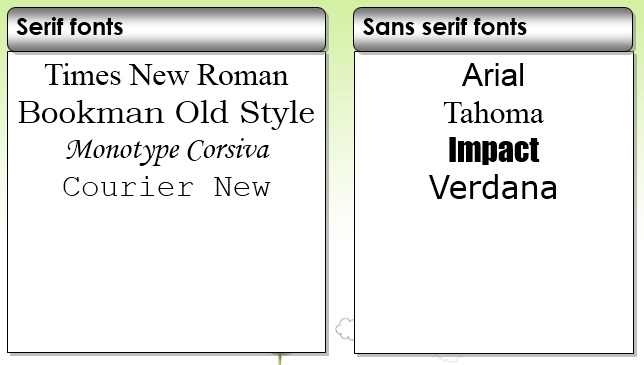 Serif fonts
Times New Roman
Bookman Old Style
Monotype Corsiva
Courier New
Sans serif fonts
Arial
Tahoma
Impact
Verdana